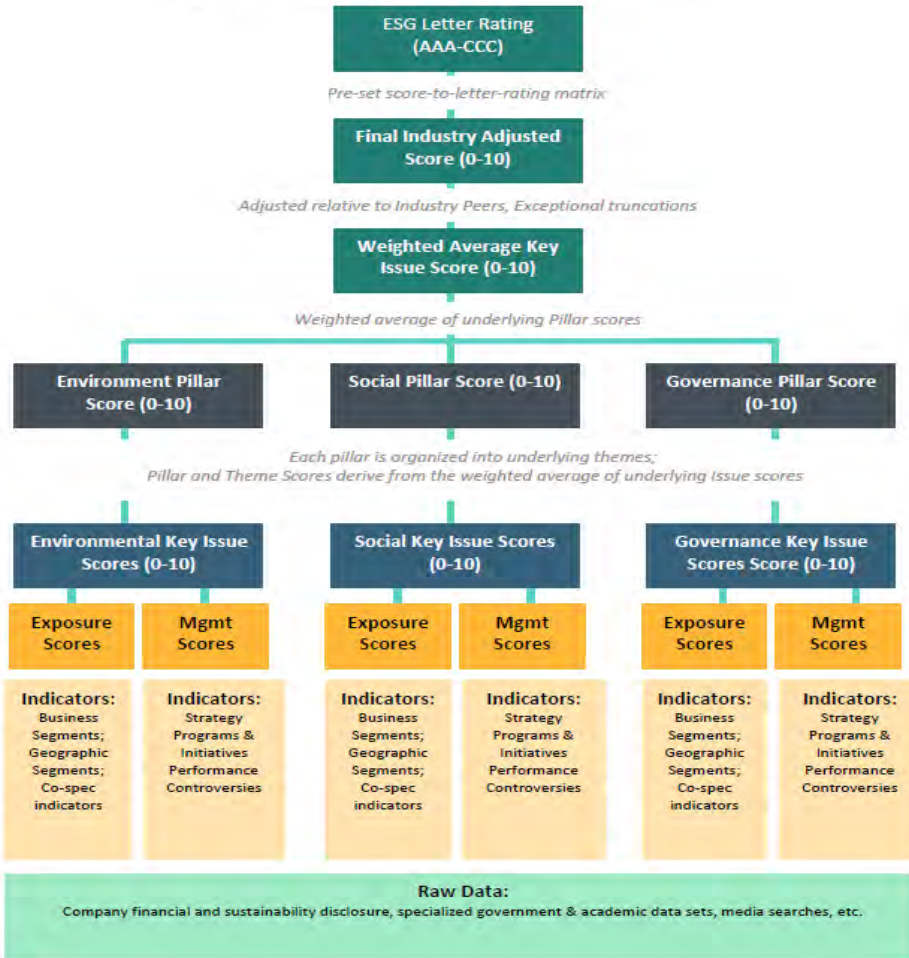 ESG Letter Rating
(AAA-CCC)
Pre-set score-to-letter-rating matrix
Final Industry Adjusted
Score (0-10)
Adjusted relative to Industry Peers, Exceptional truncations
Weighted Average Key
Issue Score (0-10)
Weighted average of underlying Pillar scores
Environment Pillar
Score (0-10)
Social Pillar Score (0-10)
Governance Pillar Score
(0-10)
Each pillar is organized into underlying themes;
Pillar and Theme Scores derive from the weighted average of underlying Issue scores
Environmental Key Issue
Scores (0-10)
Social Key Issue Scores
(0-10)
Governance Key Issue
Scores Score (0-10)
Exposure
Scores
Mgmt
Scores
Exposure
Scores
Mgmt
Scores
Exposure
Scores
Mgmt
Scores
Indicators:
Business
Segments;
Geographic
Segments;
Co-spec
indicators
Indicators:
Strategy
Programs &
Initiatives
Performance
Controversies
Indicators:
Business
Segments;
Geographic
Segments;
Co-spec
indicators
Indicators:
Strategy
Programs &
Initiatives
Performance
Controversies
Indicators:
Business
Segments;
Geographic
Segments;
Co-spec
indicators
Indicators:
Strategy
Programs &
Initiatives
Performance
Controversies
Raw Data:
Company financial and sustainability disclosure, specialized government & academic data sets, media searches, etc.